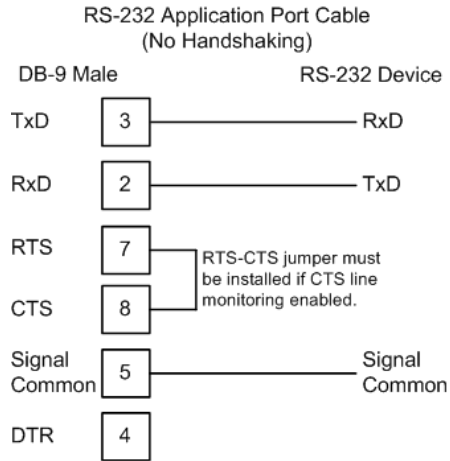 RS-232 Application Port Cable
(No Handshaking)
DB-9 Male RS-232 Device
TxD 3 RxD
RxD 2 TxD
RTS 7
RTS-CTS jumper must
be installed if CTS line
monitoring enabled.
CTS 8
Signal
Common 5 Signal
Common
DTR 4